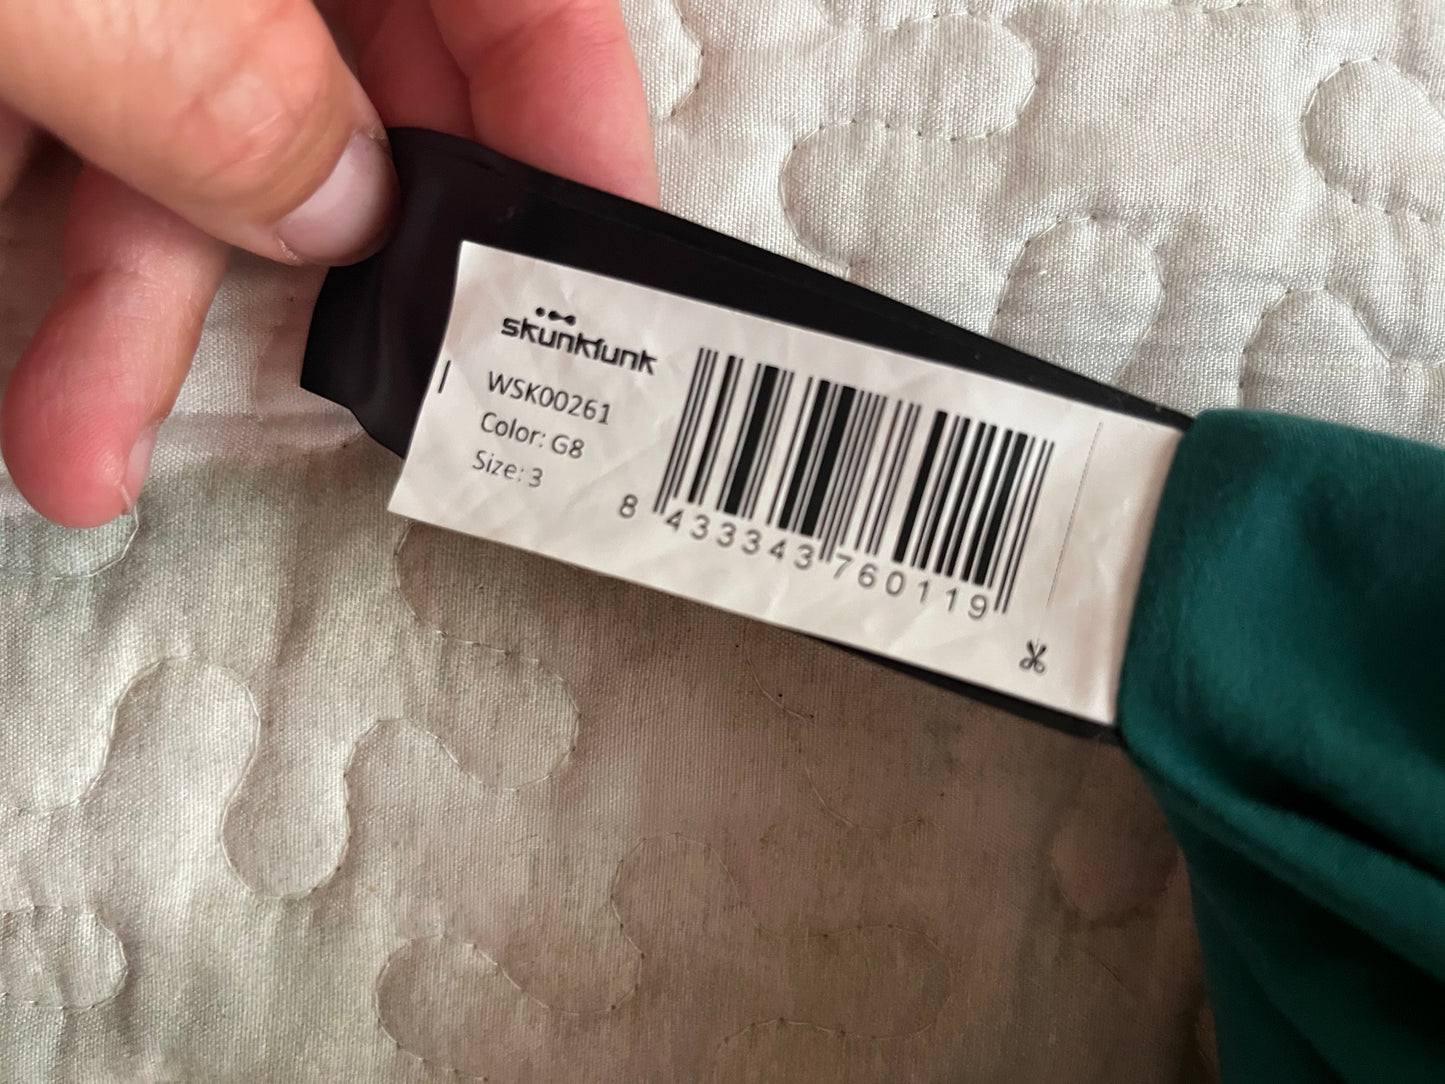 skunkfunk
WSK00261
Color: G8
Size: 3
8 433343 760119